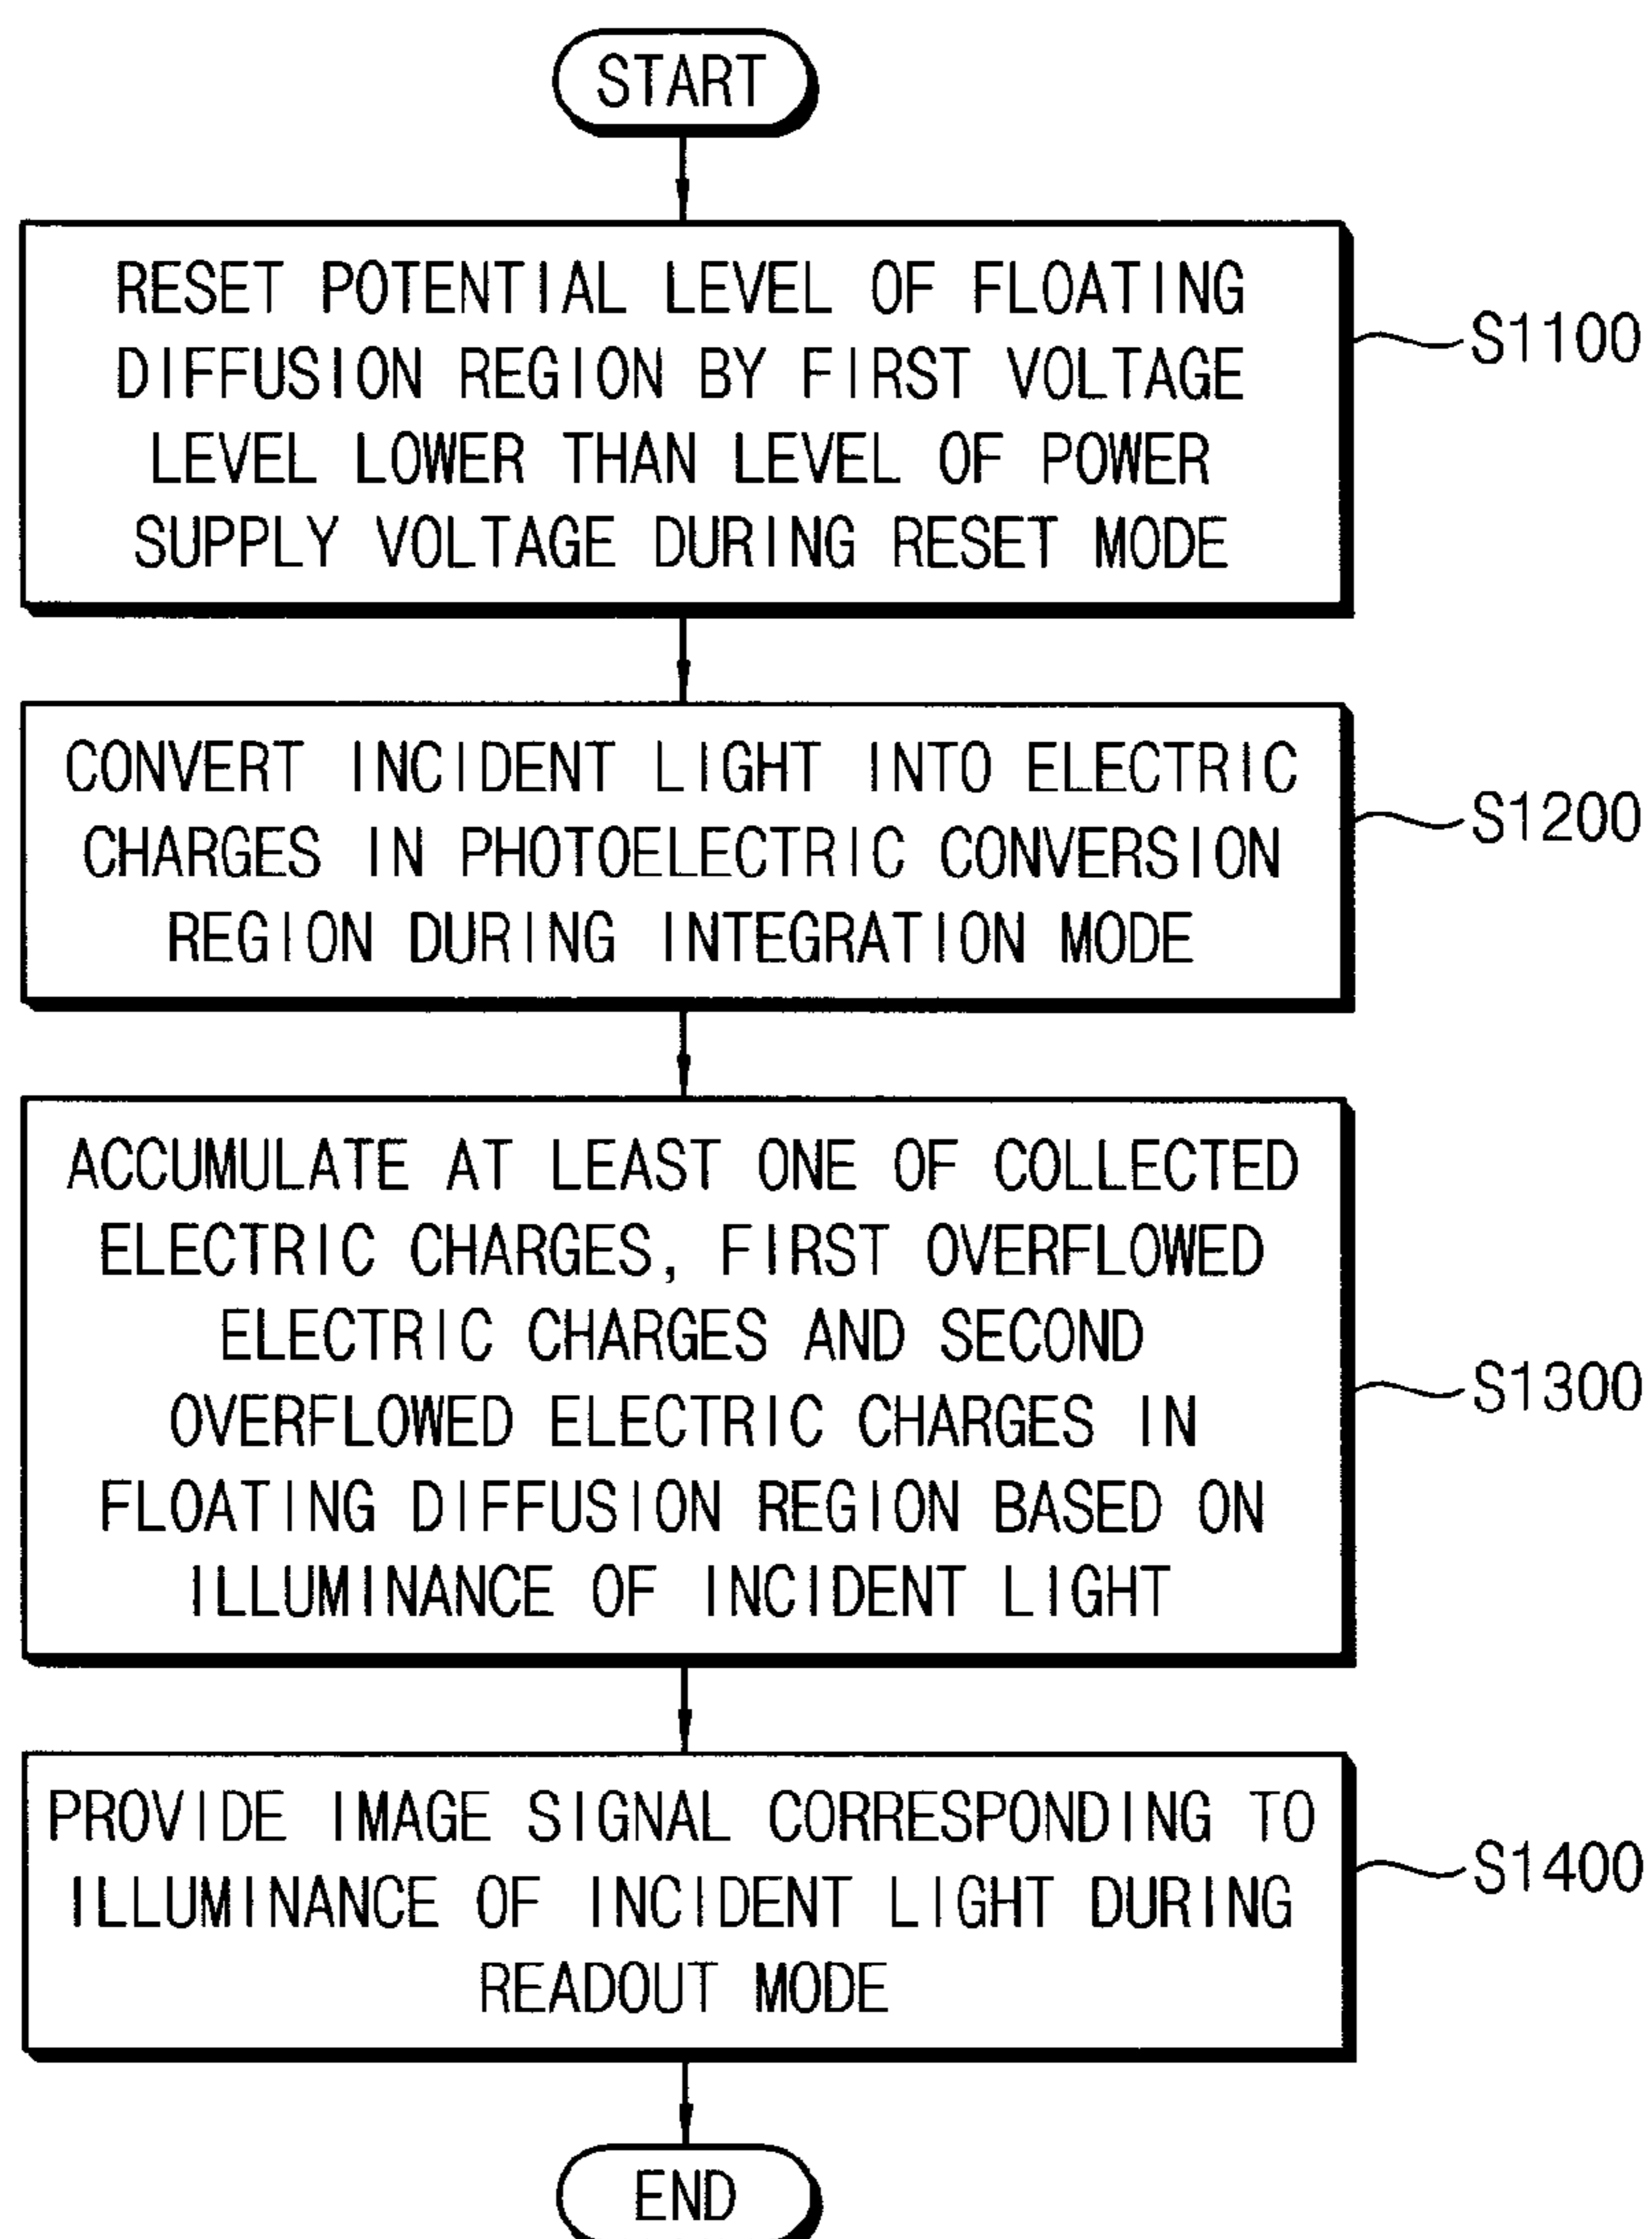 START
RESET POTENTIAL LEVEL OF FLOATING
DIFFUSION REGION BY FIRST VOLTAGE
LEVEL LOWER THAN LEVEL OF POWER
SUPPLY VOLTAGE DURING RESET MODE
S1100
CONVERT INCIDENT LIGHT INTO ELECTRIC
CHARGES IN PHOTOELECTRIC CONVERSION
REGION DURING INTEGRATION MODE
S1200
ACCUMULATE AT LEAST ONE OF COLLECTED
ELECTRIC CHARGES, FIRST OVERFLOWED
ELECTRIC CHARGES AND SECOND
OVERFLOWED ELECTRIC CHARGES IN
FLOATING DIFFUSION REGION BASED ON
ILLUMINANCE OF INCIDENT LIGHT
S1300
PROVIDE IMAGE SIGNAL CORRESPONDING TO
ILLUMINANCE OF INCIDENT LIGHT DURING
READOUT MODE
S1400
END